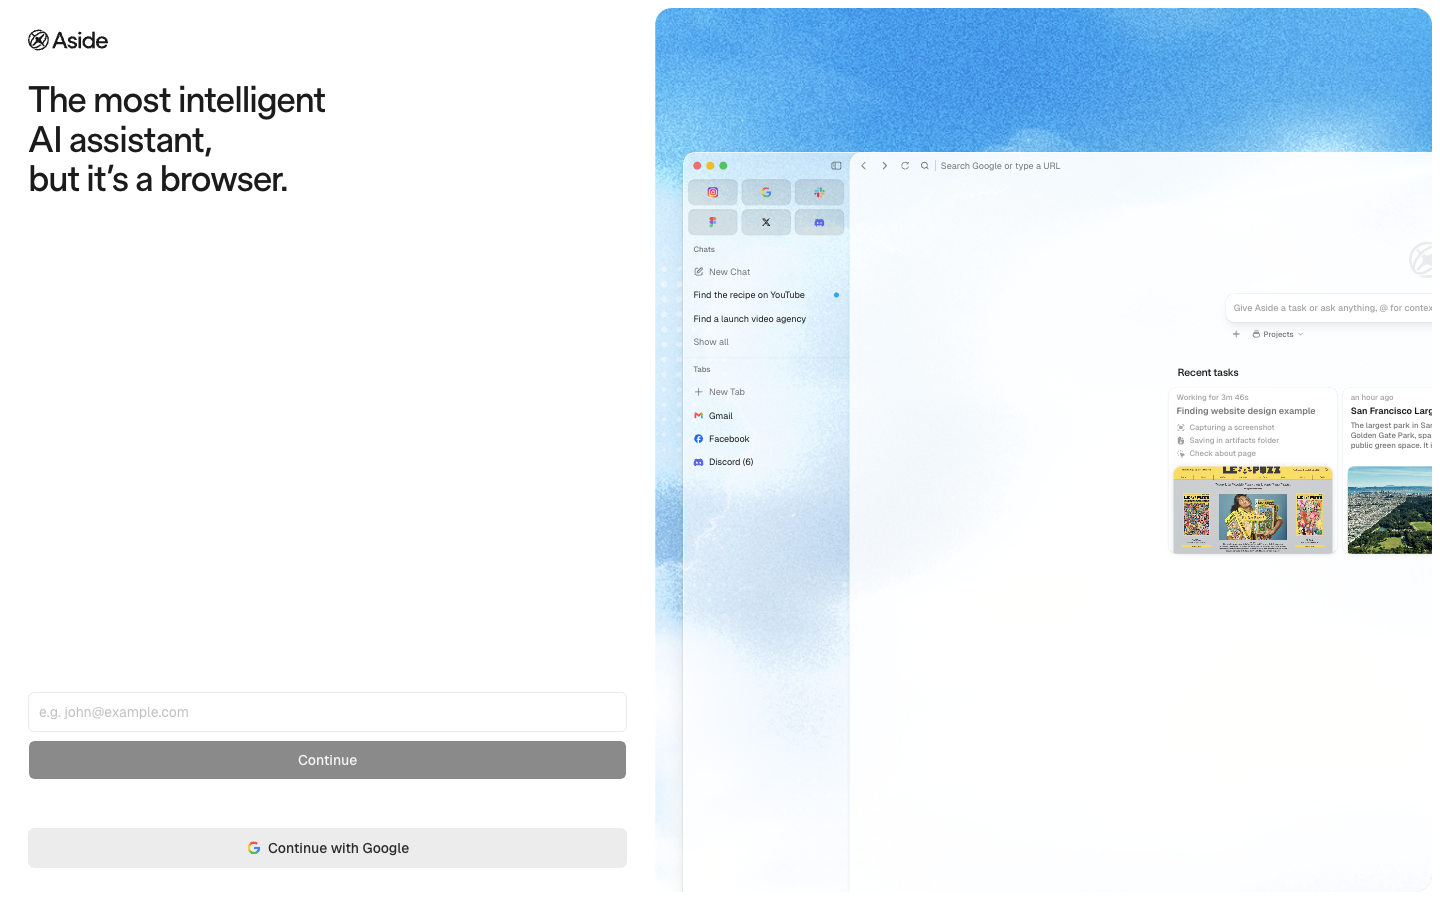 Aside
The most intelligent
AI assistant,
but it’s a browser.
e.g. john@example.com
Continue
Continue with Google
Search Google or type a URL
Chats
New Chat
Find the recipe on YouTube
Find a launch video agency
Show all
Tabs
New Tab
Gmail
Facebook
Discord (6)
Give Aside a task or ask anything, @ for contex
Projects
Recent tasks
Working for 3m 46s
Finding website design example
Capturing a screenshot
Saving in artifacts folder
Check about page
LE PUZZ
an hour ago
San Francisco Larg
The largest park in San
Golden Gate Park, spa
public green space. It i